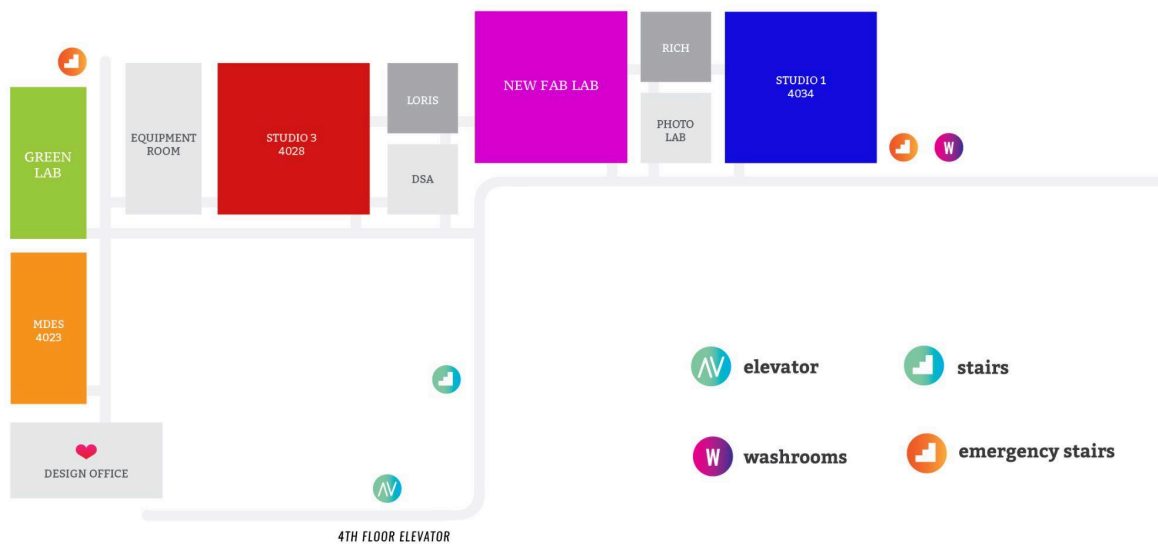 RICH
NEW FAB LAB
STUDIO 1
4034
LORIS
PHOTO
LAB
EQUIPMENT
ROOM
STUDIO 3
4028
GREEN
LAB
DSA
W
MDES
4023
elevator
stairs
W
washrooms
emergency stairs
DESIGN OFFICE
4TH FLOOR ELEVATOR